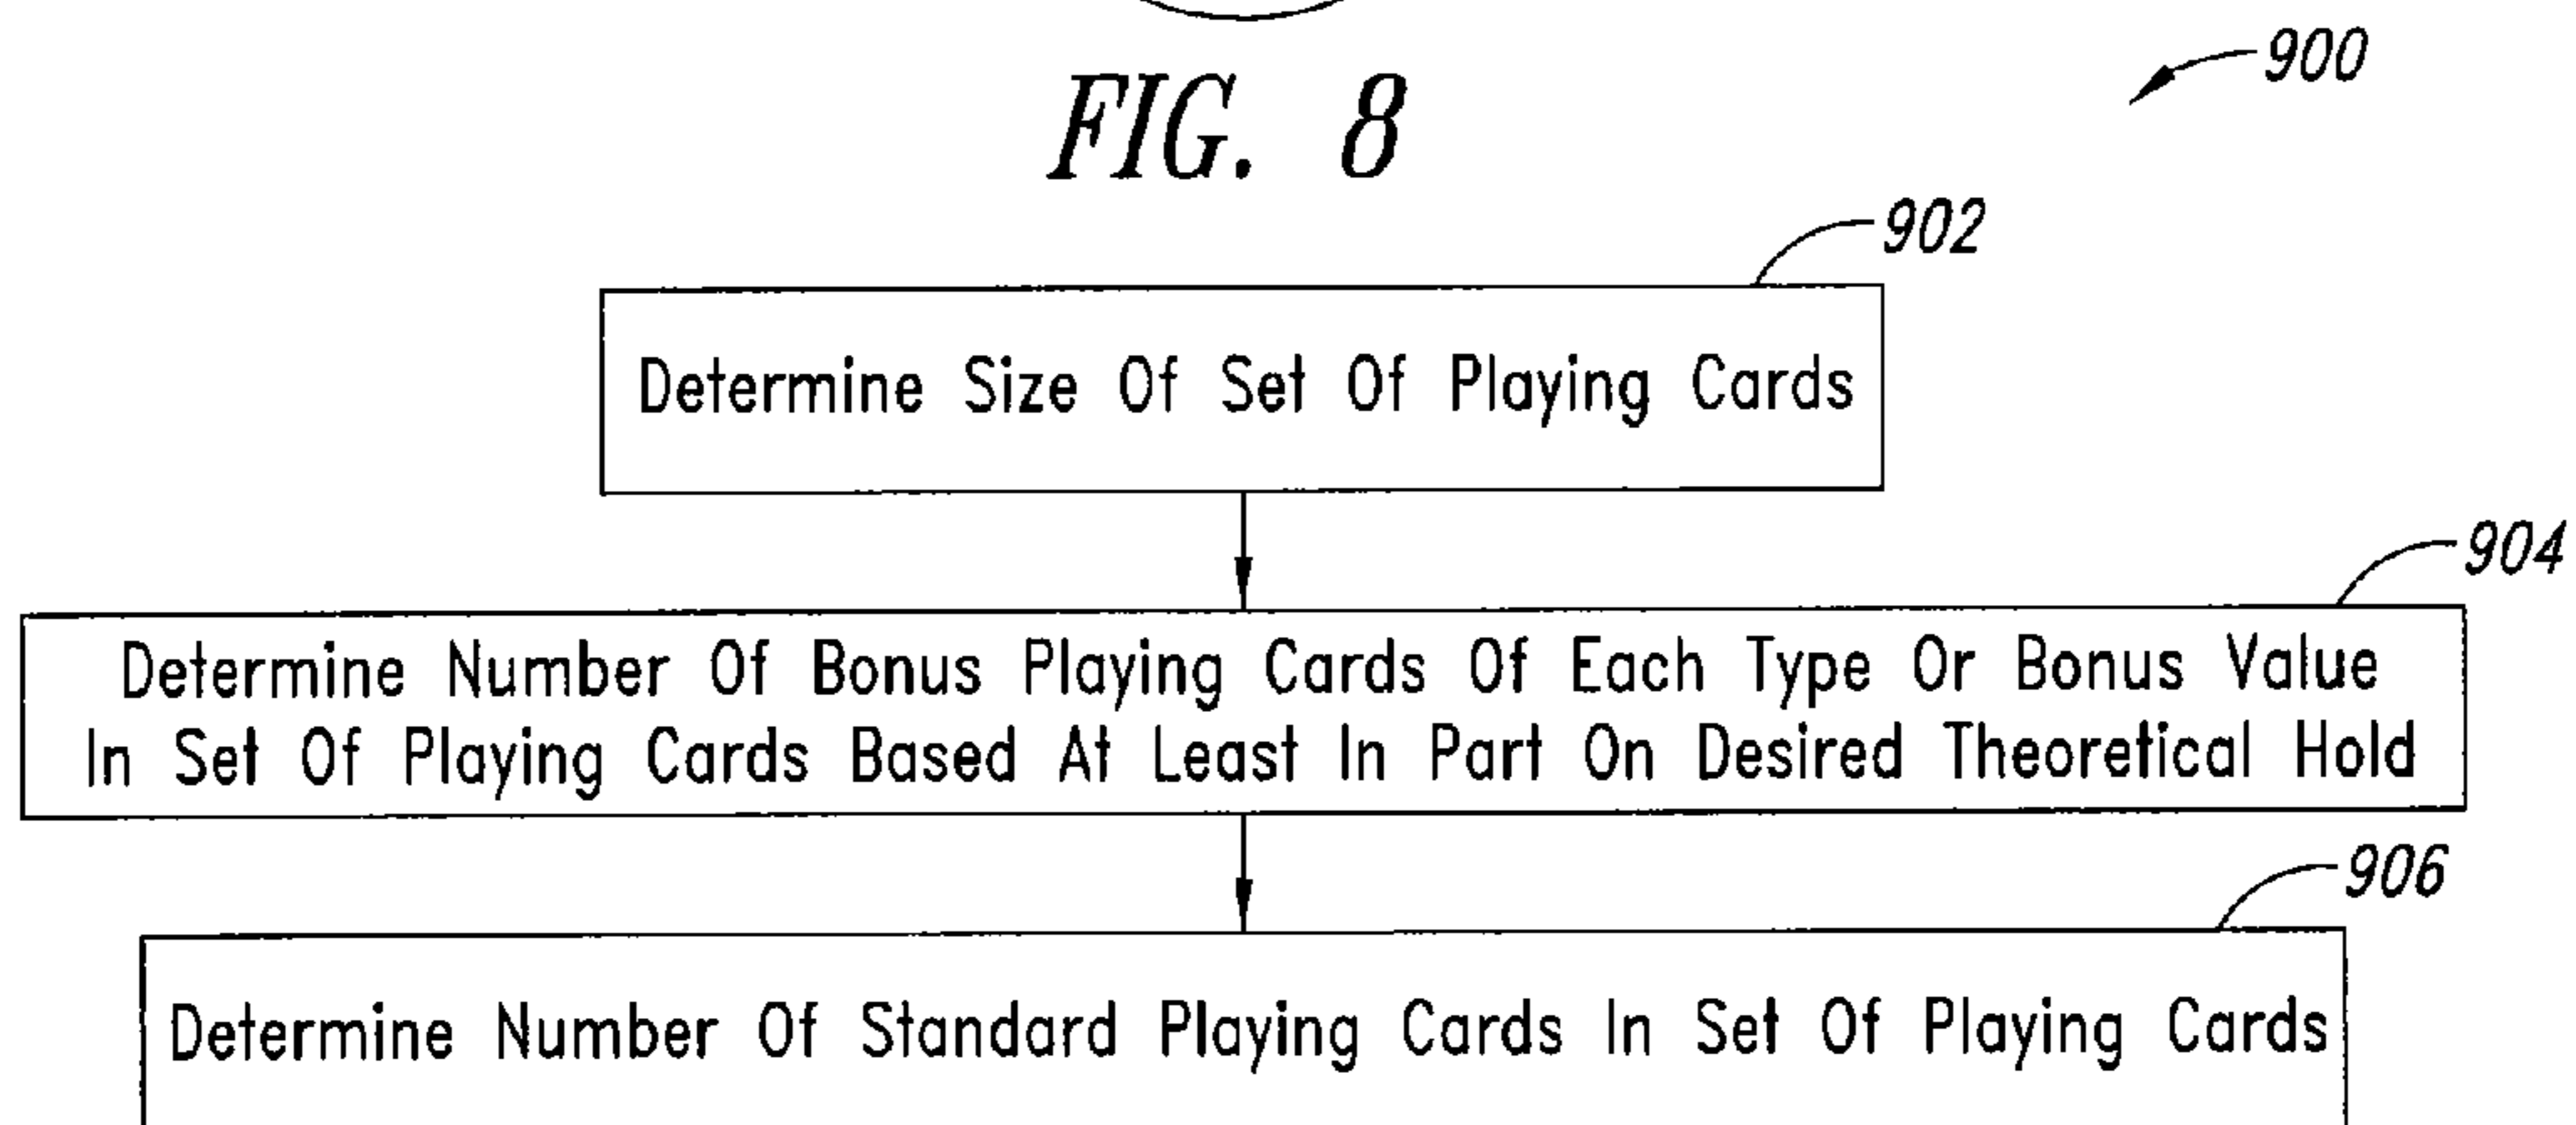 FIG. 8
900
902
Determine Size Of Set Of Playing Cards
904
Determine Number Of Bonus Playing Cards Of Each Type Or Bonus Value
In Set Of Playing Cards Based At Least In Part On Desired Theoretical Hold
906
Determine Number Of Standard Playing Cards In Set Of Playing Cards